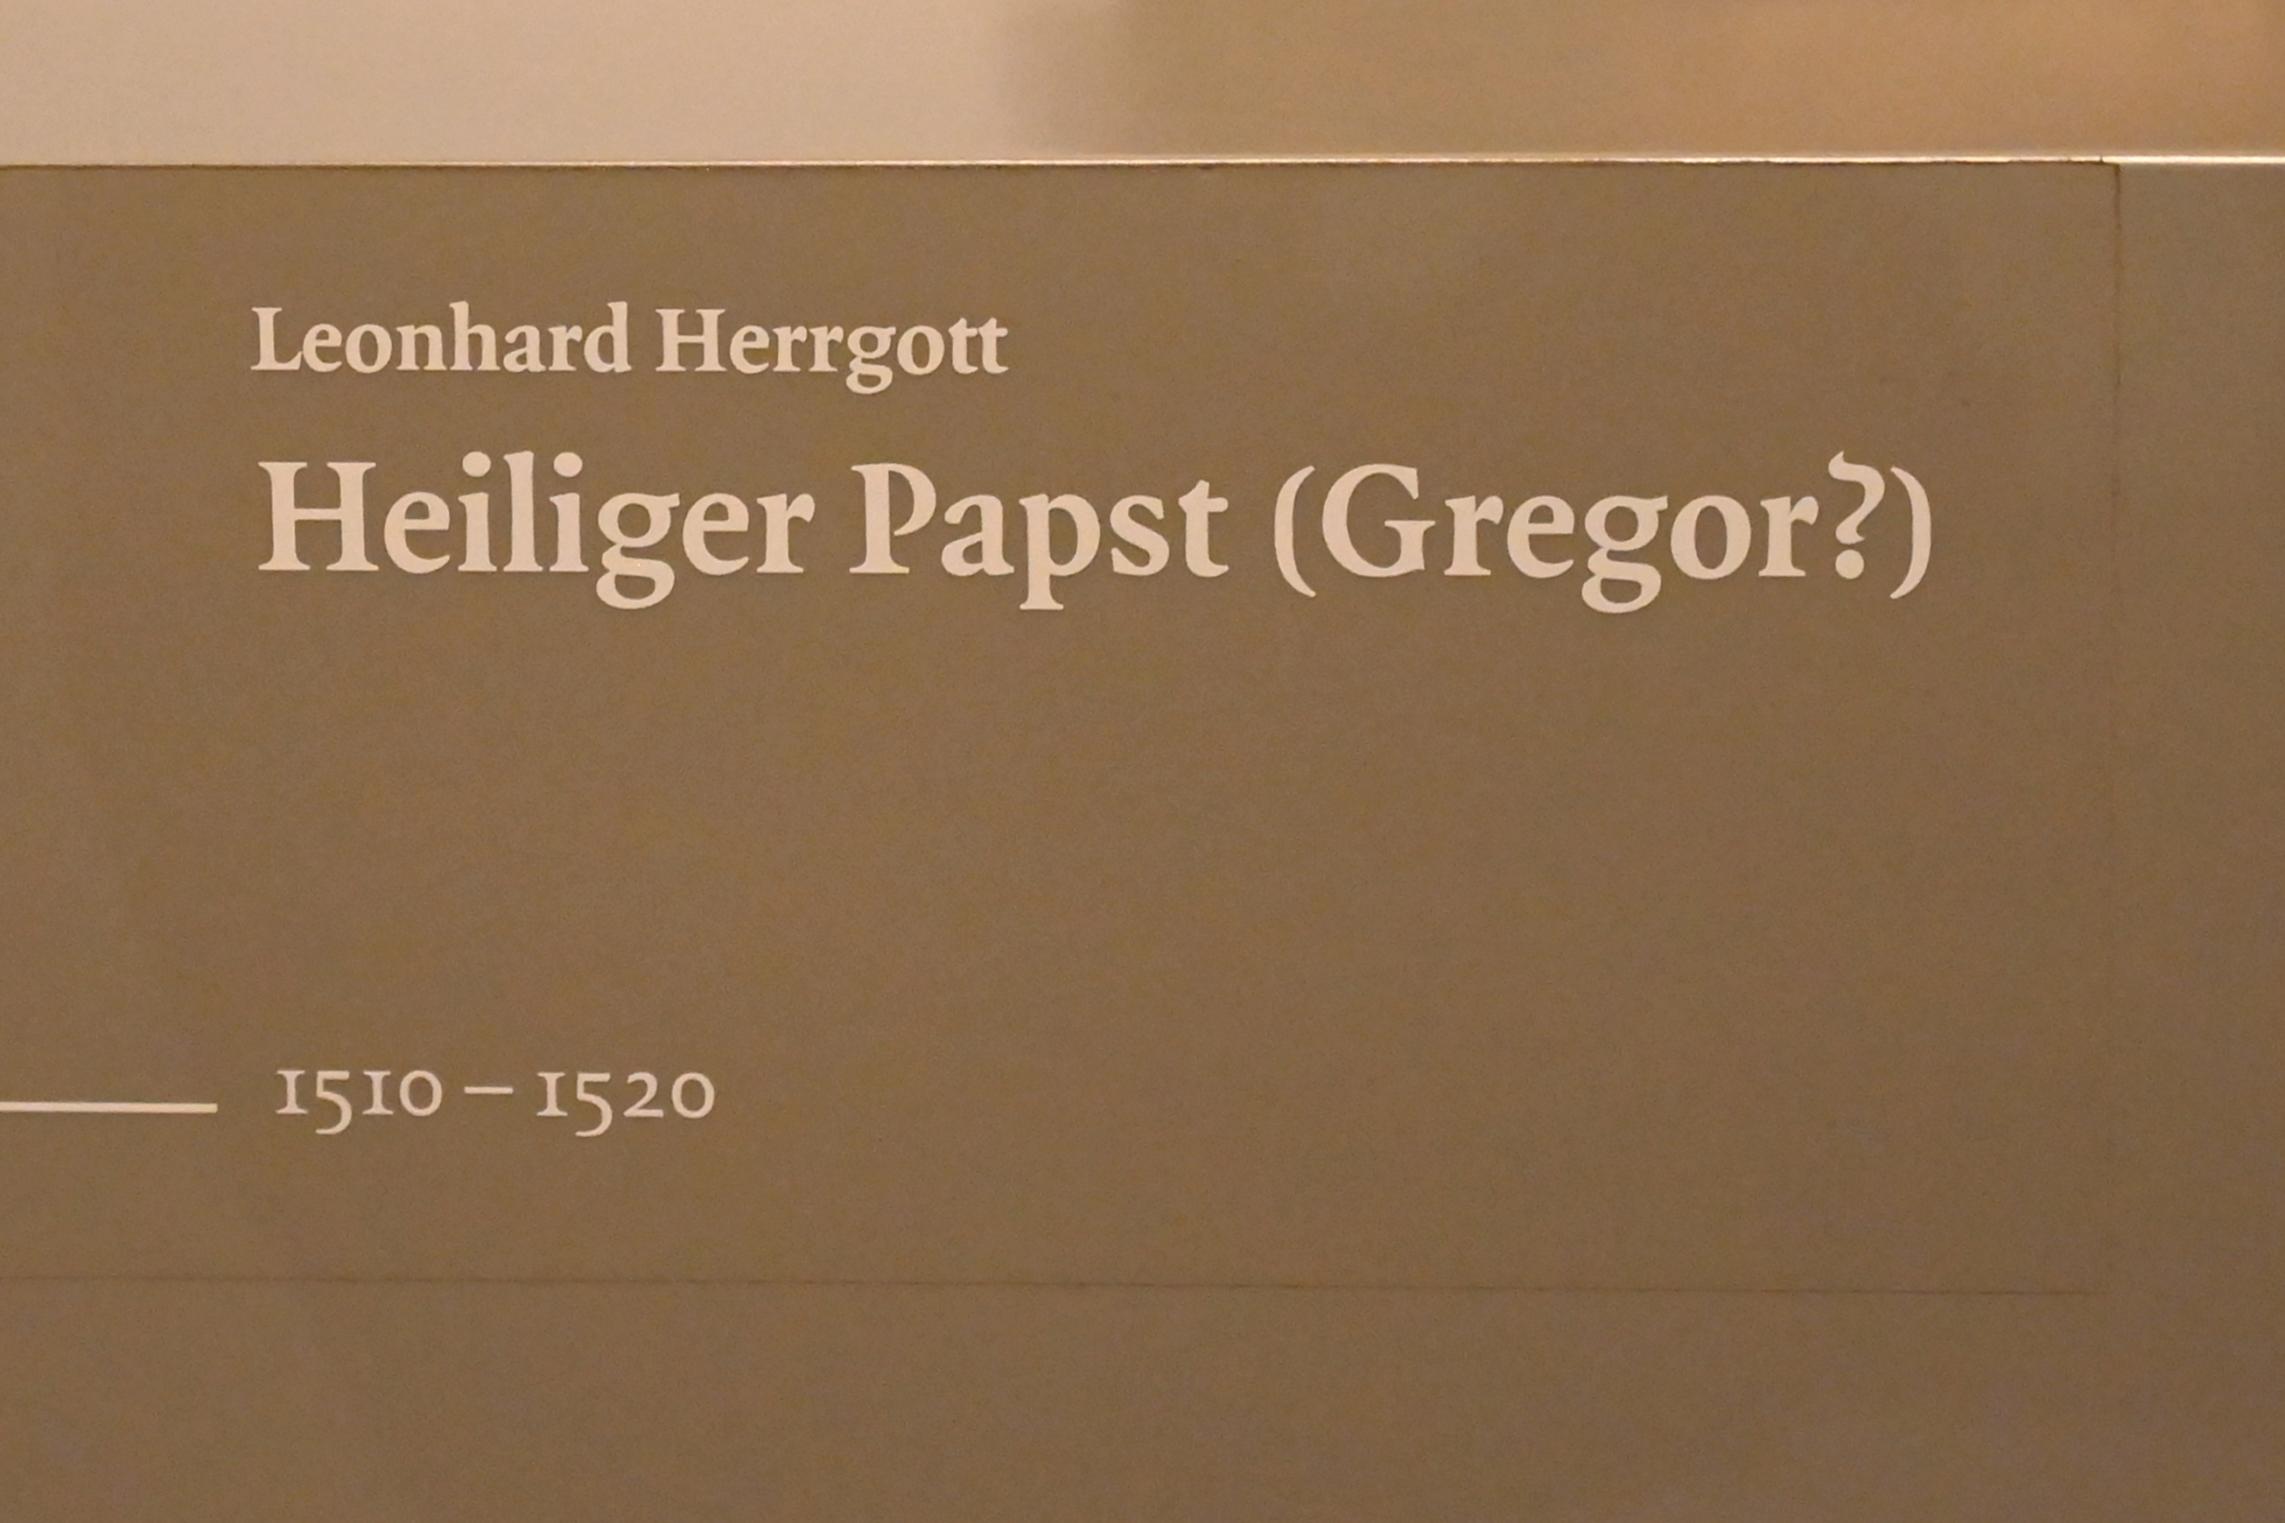 Leonhard Herrgott
Heiliger Papst (Gregor?)
1510 – 1520